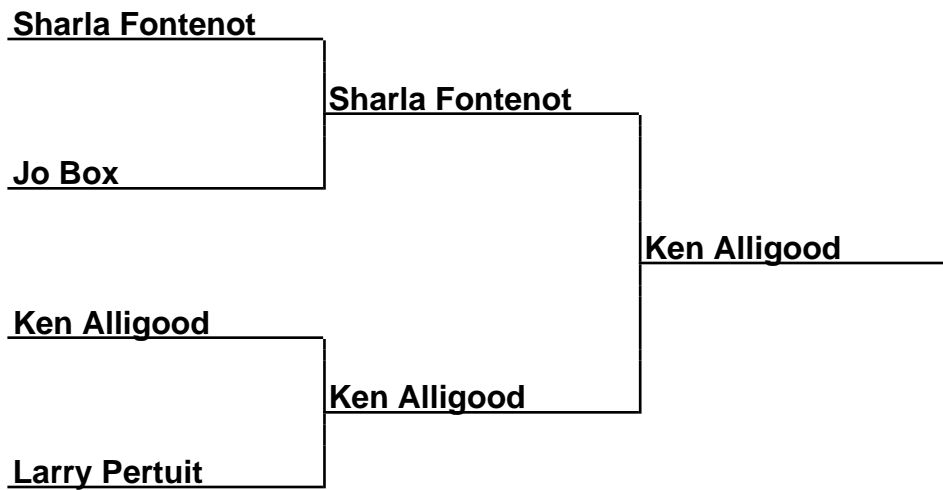 Sharla Fontenot
Sharla Fontenot
Jo Box
Ken Alligood
Ken Alligood
Ken Alligood
Larry Pertuit